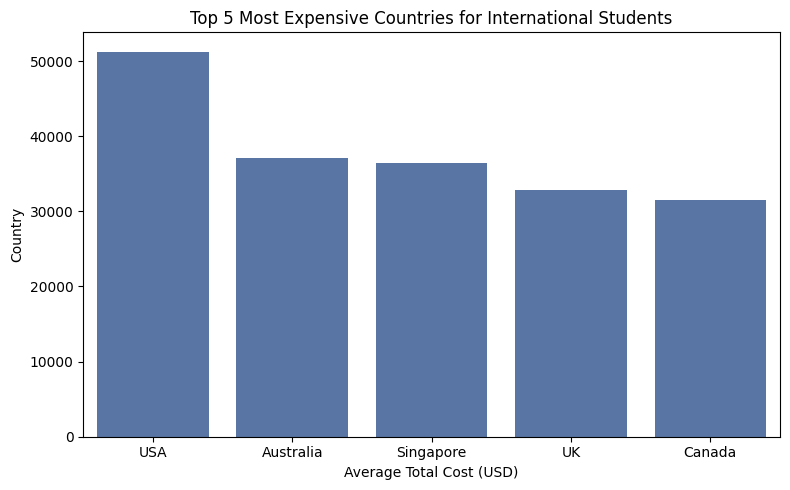 Top 5 Most Expensive Countries for International Students
50000
40000
30000
20000
10000
0
Country
USA Australia Singapore UK Canada
Average Total Cost (USD)